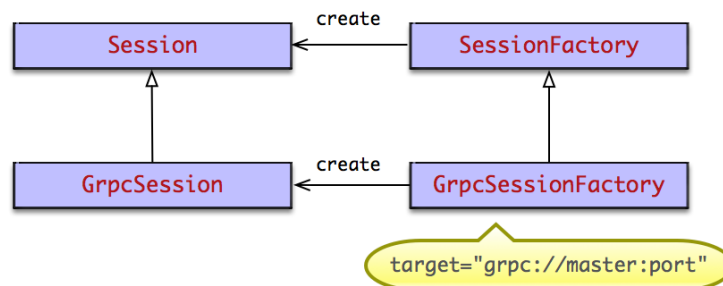 create
Session
SessionFactory
create
GrpcSession
GrpcSessionFactory
target="grpc://master:port"